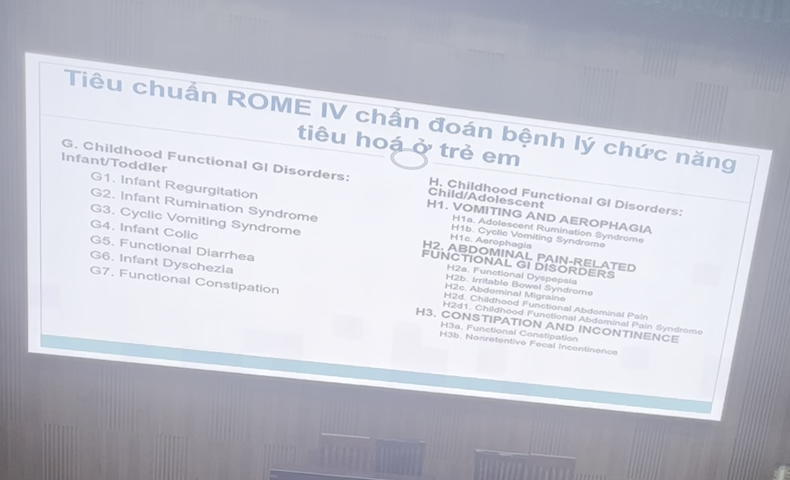 Tiêu chuẩn ROME IV chẩn đoán bệnh lý chức năng
tiêu hoá ở trẻ em
G. Childhood Functional GI Disorders:
Infant/Toddler
G1. Infant Regurgitation
G2. Infant Rumination Syndrome
G3. Cyclic Vomiting Syndrome
G4. Infant Colic
G5. Functional Diarrhea
G6. Infant Dyschezia
G7. Functional Constipation
H. Childhood Functional GI Disorders:
Child/Adolescent
H1. VOMITING AND AEROPHAGIA
H1a. Adolescent Rumination Syndrome
H1b. Cyclic Vomiting Syndrome
H1c. Aerophagia
H2. ABDOMINAL PAIN-RELATED
FUNCTIONAL GI DISORDERS
H2a. Functional Dyspepsia
H2b. Irritable Bowel Syndrome
H2c. Abdominal Migraine
H2d. Childhood Functional Abdominal Pain
H2d1. Childhood Functional Abdominal Pain Syndrome
H3. CONSTIPATION AND INCONTINENCE
H3a. Functional Constipation
H3b. Nonretentive Fecal Incontinence